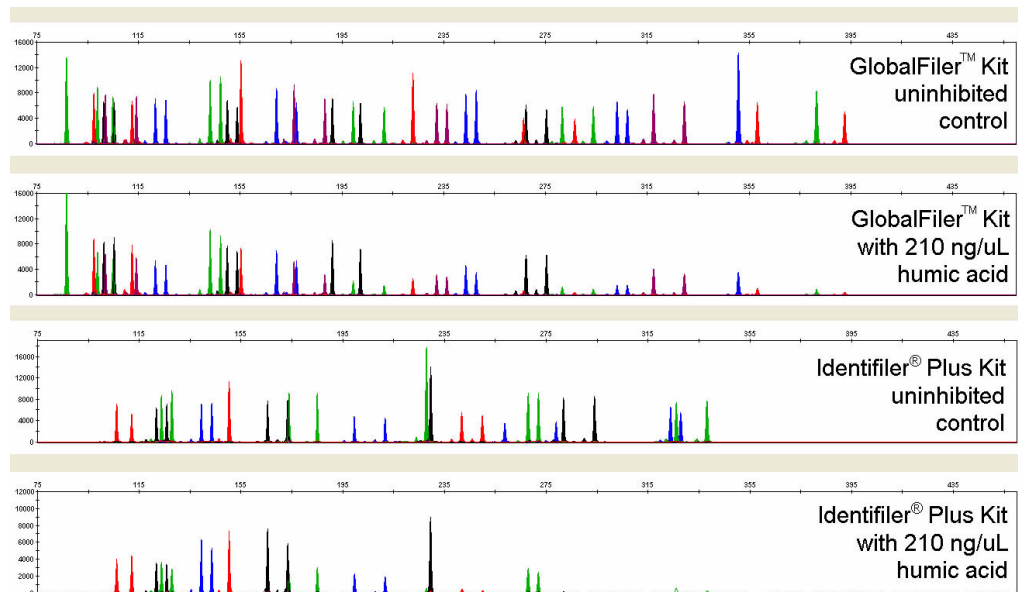 75 115 155 195 235 275 315 355 395 435
16000
12000
8000
4000
0
GlobalFiler™ Kit
uninhibited
control
75 115 155 195 235 275 315 355 395 435
16000
12000
8000
4000
0
GlobalFiler™ Kit
with 210 ng/uL
humic acid
75 115 155 195 235 275 315 355 395 435
16000
12000
8000
4000
0
Identifiler® Plus Kit
uninhibited
control
75 115 155 195 235 275 315 355 395 435
12000
10000
8000
6000
4000
2000
0
Identifiler® Plus Kit
with 210 ng/uL
humic acid